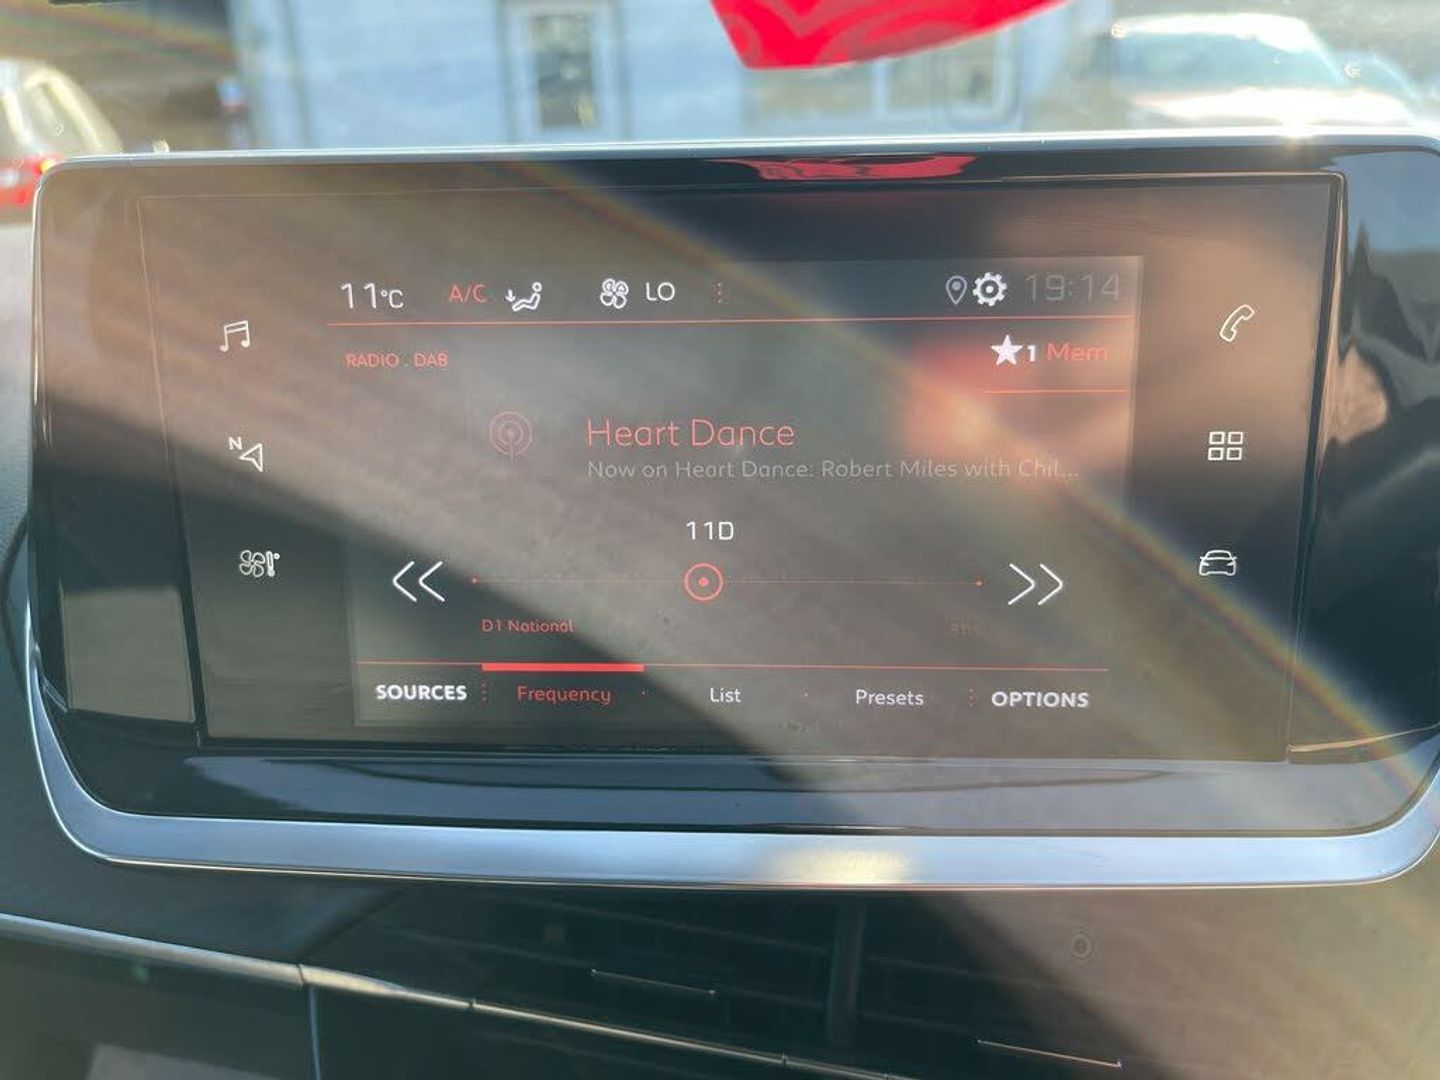 11°C A/C LO 19:14
RADIO . DAB
1 Mem
Heart Dance
Now on Heart Dance: Robert Miles with Chil...
N
11D
D1 National
SOURCES Frequency List Presets OPTIONS